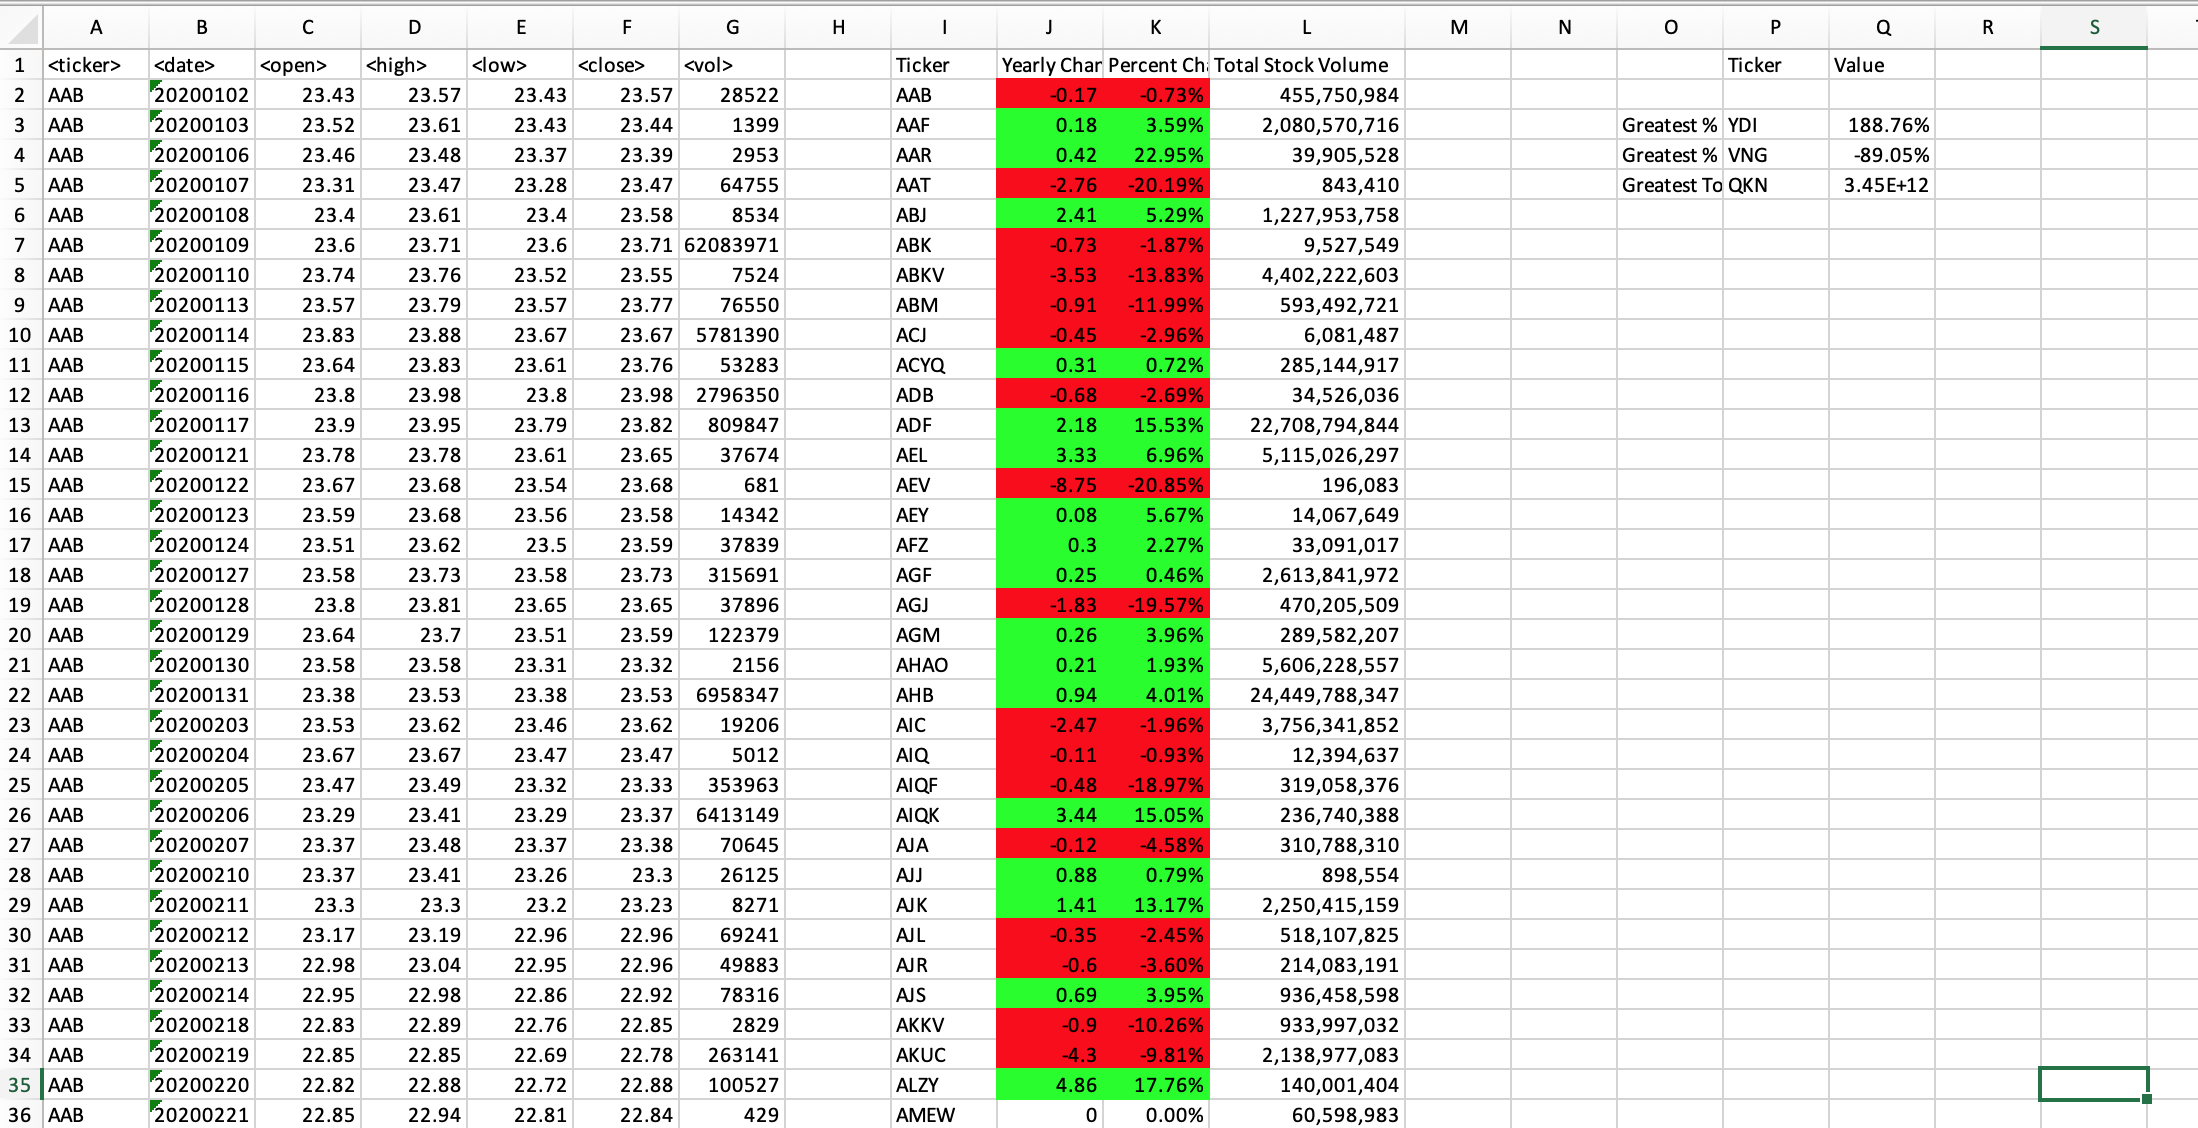 A B C D E F G H I J K L M N O P Q R S
1 <ticker> <date> <open> <high> <low> <close> <vol> Ticker Yearly Char Percent Ch Total Stock Volume Ticker Value
2 AAB 20200102 23.43 23.57 23.43 23.57 28522 AAB -0.17 -0.73% 455,750,984
3 AAB 20200103 23.52 23.61 23.43 23.44 1399 AAF 0.18 3.59% 2,080,570,716 Greatest % YDI 188.76%
4 AAB 20200106 23.46 23.48 23.37 23.39 2953 AAR 0.42 22.95% 39,905,528 Greatest % VNG -89.05%
5 AAB 20200107 23.31 23.47 23.28 23.47 64755 AAT -2.76 -20.19% 843,410 Greatest To QKN 3.45E+12
6 AAB 20200108 23.4 23.61 23.4 23.58 8534 ABJ 2.41 5.29% 1,227,953,758
7 AAB 20200109 23.6 23.71 23.6 23.71 62083971 ABK -0.73 -1.87% 9,527,549
8 AAB 20200110 23.74 23.76 23.52 23.55 7524 ABKV -3.53 -13.83% 4,402,222,603
9 AAB 20200113 23.57 23.79 23.57 23.77 76550 ABM -0.91 -11.99% 593,492,721
10 AAB 20200114 23.83 23.88 23.67 23.67 5781390 ACJ -0.45 -2.96% 6,081,487
11 AAB 20200115 23.64 23.83 23.61 23.76 53283 ACYQ 0.31 0.72% 285,144,917
12 AAB 20200116 23.8 23.98 23.8 23.98 2796350 ADB -0.68 -2.69% 34,526,036
13 AAB 20200117 23.9 23.95 23.79 23.82 809847 ADF 2.18 15.53% 22,708,794,844
14 AAB 20200121 23.78 23.78 23.61 23.65 37674 AEL 3.33 6.96% 5,115,026,297
15 AAB 20200122 23.67 23.68 23.54 23.68 681 AEV -8.75 -20.85% 196,083
16 AAB 20200123 23.59 23.68 23.56 23.58 14342 AEY 0.08 5.67% 14,067,649
17 AAB 20200124 23.51 23.62 23.5 23.59 37839 AFZ 0.3 2.27% 33,091,017
18 AAB 20200127 23.58 23.73 23.58 23.73 315691 AGF 0.25 0.46% 2,613,841,972
19 AAB 20200128 23.8 23.81 23.65 23.65 37896 AGJ -1.83 -19.57% 470,205,509
20 AAB 20200129 23.64 23.7 23.51 23.59 122379 AGM 0.26 3.96% 289,582,207
21 AAB 20200130 23.58 23.58 23.31 23.32 2156 AHAO 0.21 1.93% 5,606,228,557
22 AAB 20200131 23.38 23.53 23.38 23.53 6958347 AHB 0.94 4.01% 24,449,788,347
23 AAB 20200203 23.53 23.62 23.46 23.62 19206 AIC -2.47 -1.96% 3,756,341,852
24 AAB 20200204 23.67 23.67 23.47 23.47 5012 AIQ -0.11 -0.93% 12,394,637
25 AAB 20200205 23.47 23.49 23.32 23.33 353963 AIQF -0.48 -18.97% 319,058,376
26 AAB 20200206 23.29 23.41 23.29 23.37 6413149 AIQK 3.44 15.05% 236,740,388
27 AAB 20200207 23.37 23.48 23.37 23.38 70645 AJA -0.12 -4.58% 310,788,310
28 AAB 20200210 23.37 23.41 23.26 23.3 26125 AJJ 0.88 0.79% 898,554
29 AAB 20200211 23.3 23.3 23.2 23.23 8271 AJK 1.41 13.17% 2,250,415,159
30 AAB 20200212 23.17 23.19 22.96 22.96 69241 AJL -0.35 -2.45% 518,107,825
31 AAB 20200213 22.98 23.04 22.95 22.96 49883 AJR -0.6 -3.60% 214,083,191
32 AAB 20200214 22.95 22.98 22.86 22.92 78316 AJS 0.69 3.95% 936,458,598
33 AAB 20200218 22.83 22.89 22.76 22.85 2829 AKKV -0.9 -10.26% 933,997,032
34 AAB 20200219 22.85 22.85 22.69 22.78 263141 AKUC -4.3 -9.81% 2,138,977,083
35 AAB 20200220 22.82 22.88 22.72 22.88 100527 ALZY 4.86 17.76% 140,001,404
36 AAB 20200221 22.85 22.94 22.81 22.84 429 AMEW 0 0.00% 60,598,983